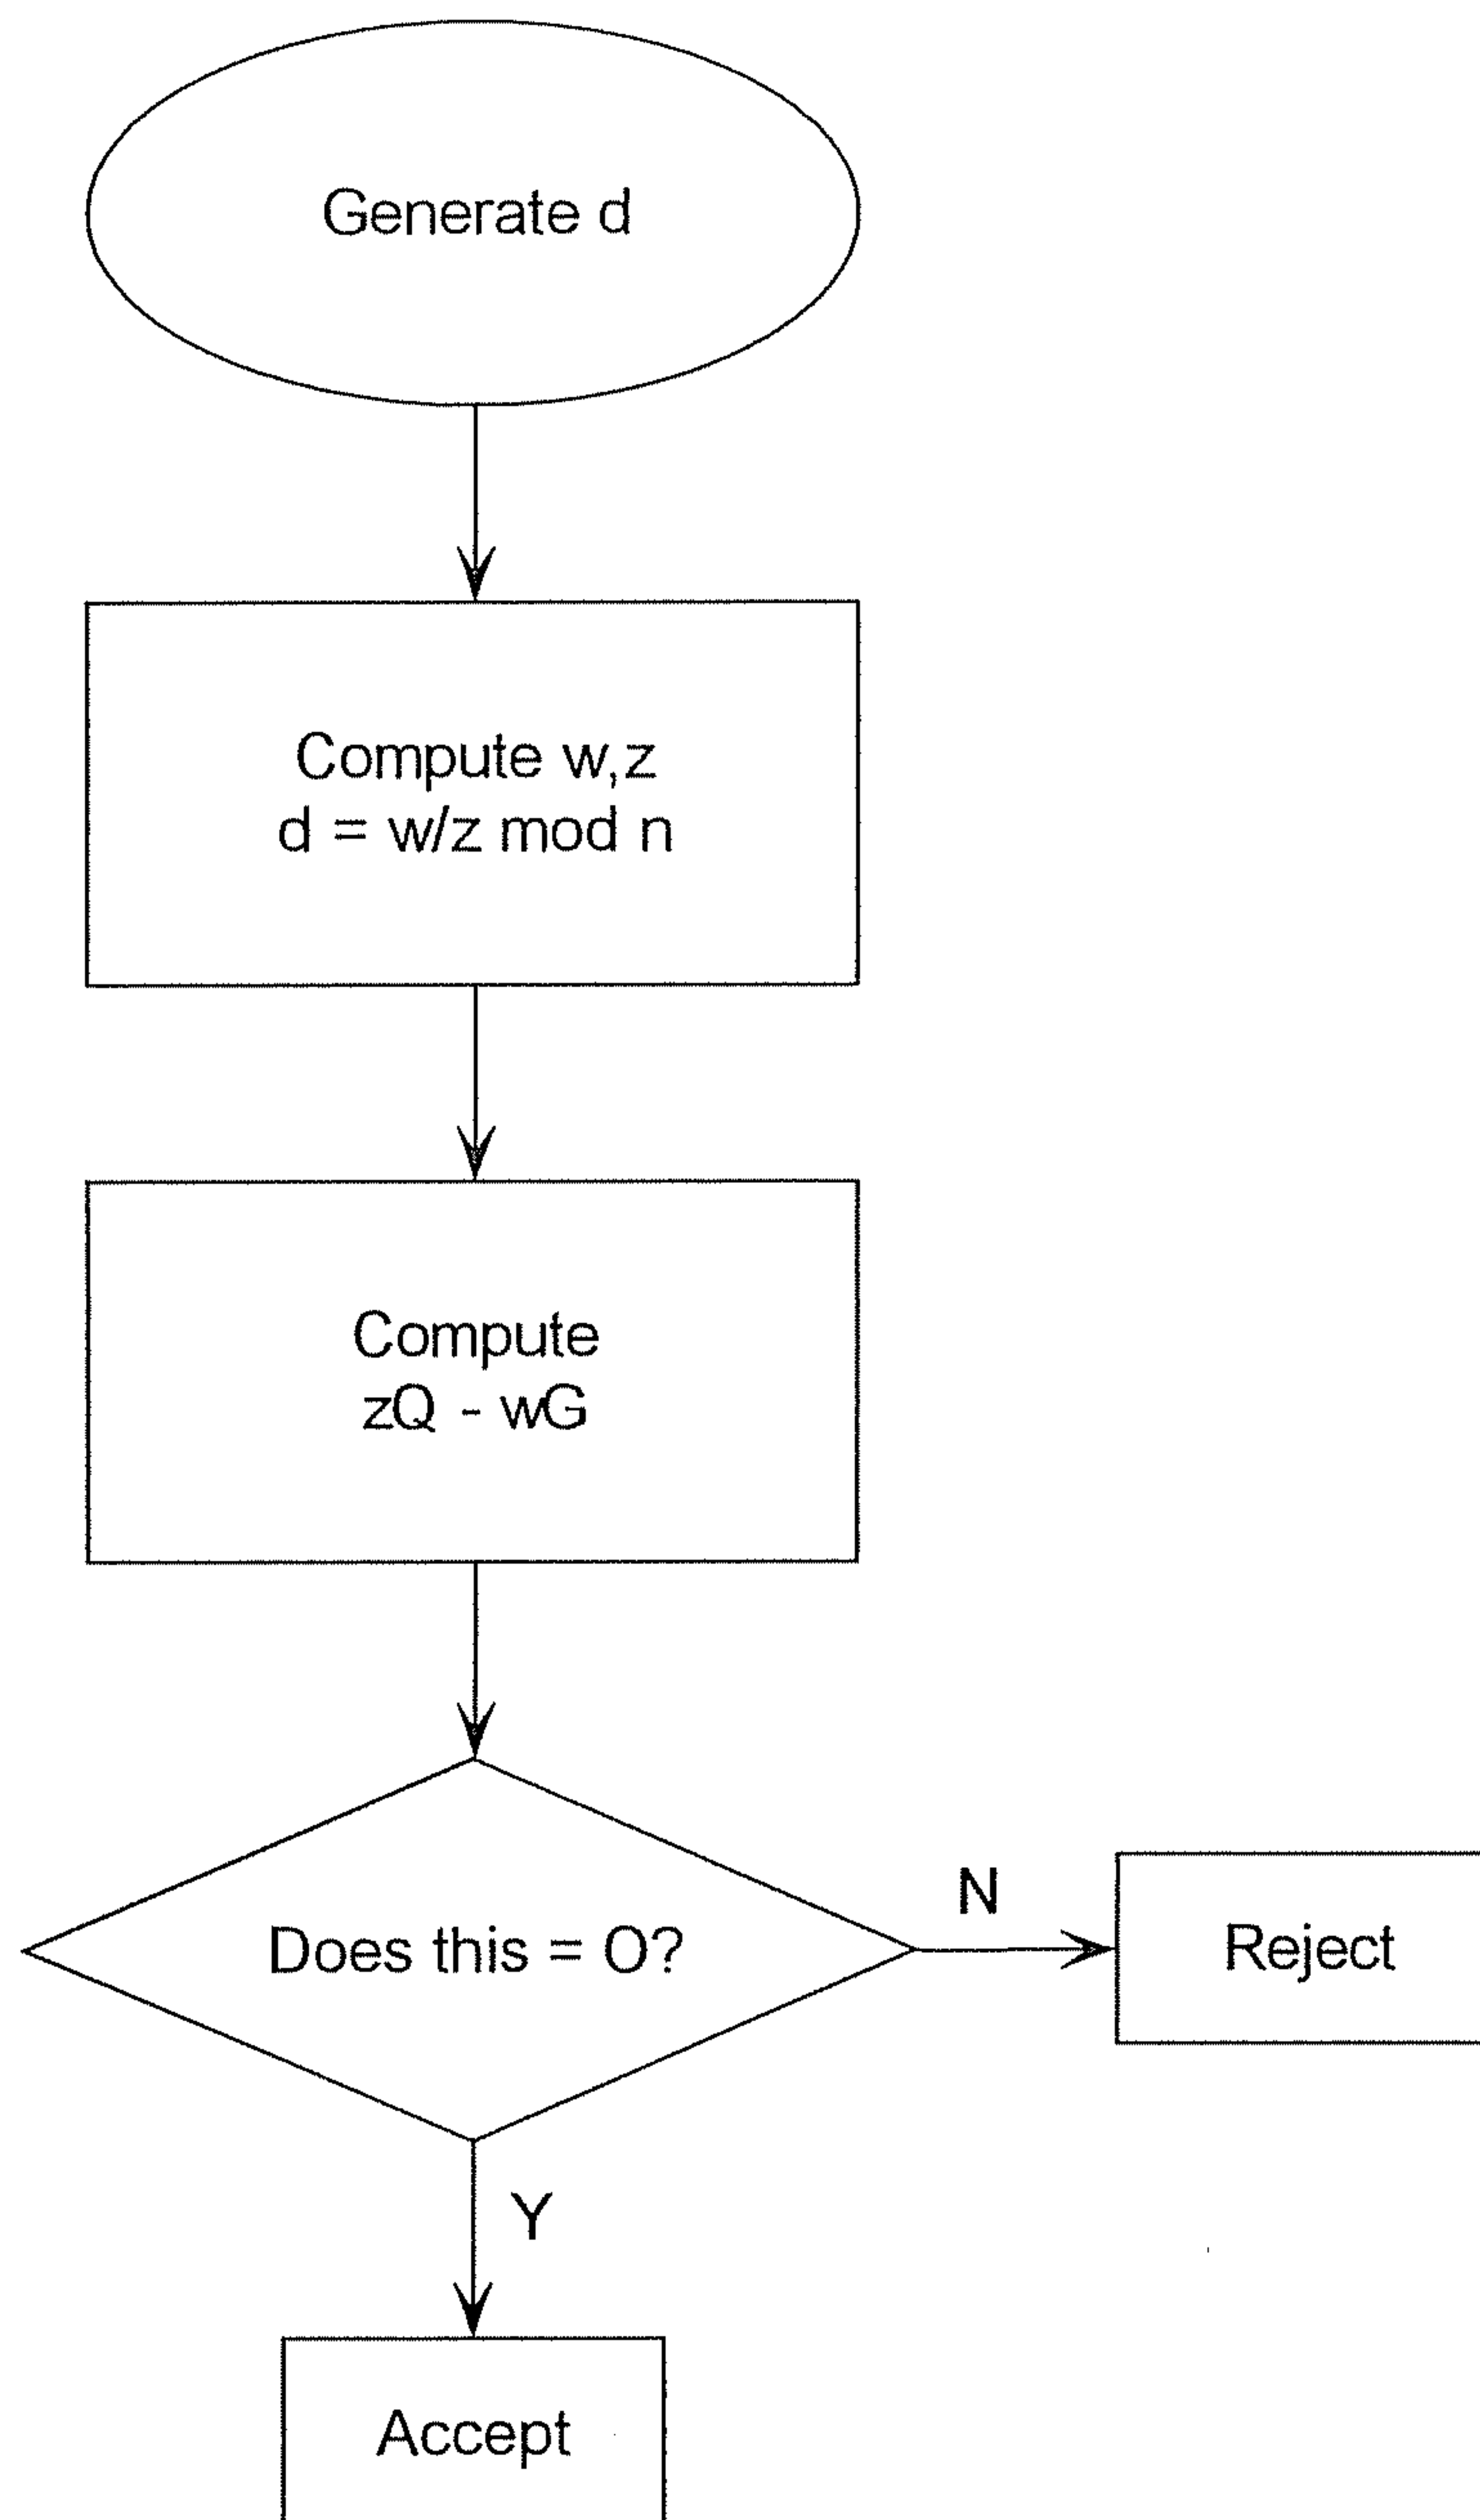 Generate d
Compute w,z
d = w/z mod n
Compute
zQ - wG
Does this = O?
N
Reject
Y
Accept